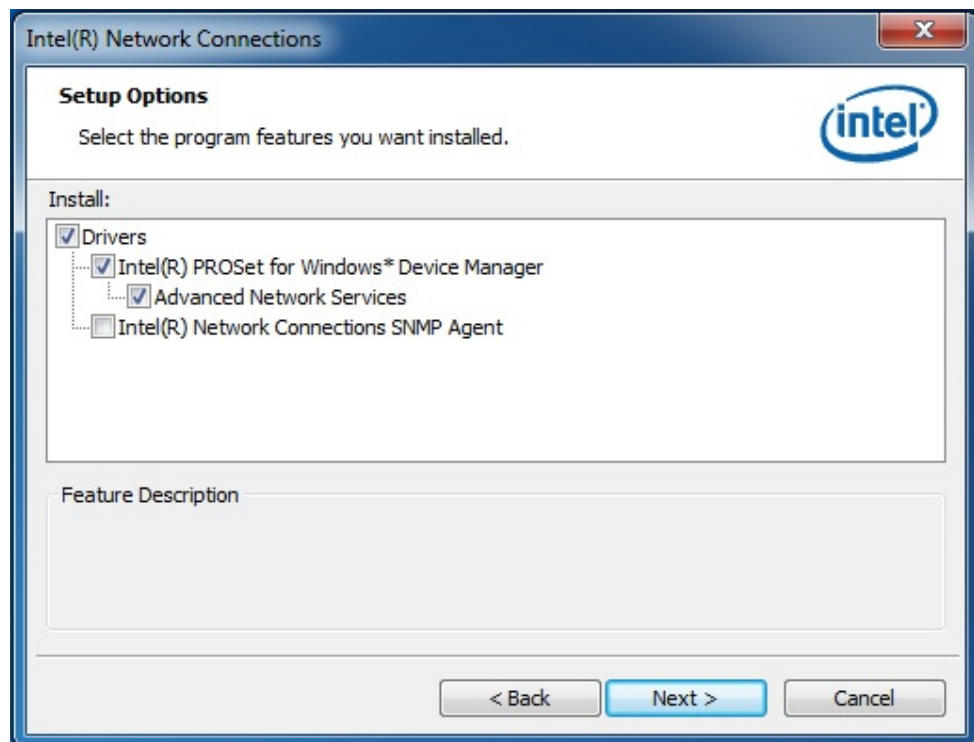 Intel(R) Network Connections
X
Setup Options
Select the program features you want installed.
intel
Install:
Drivers
Intel(R) PROSet for Windows* Device Manager
Advanced Network Services
Intel(R) Network Connections SNMP Agent
Feature Description
< Back
Next >
Cancel